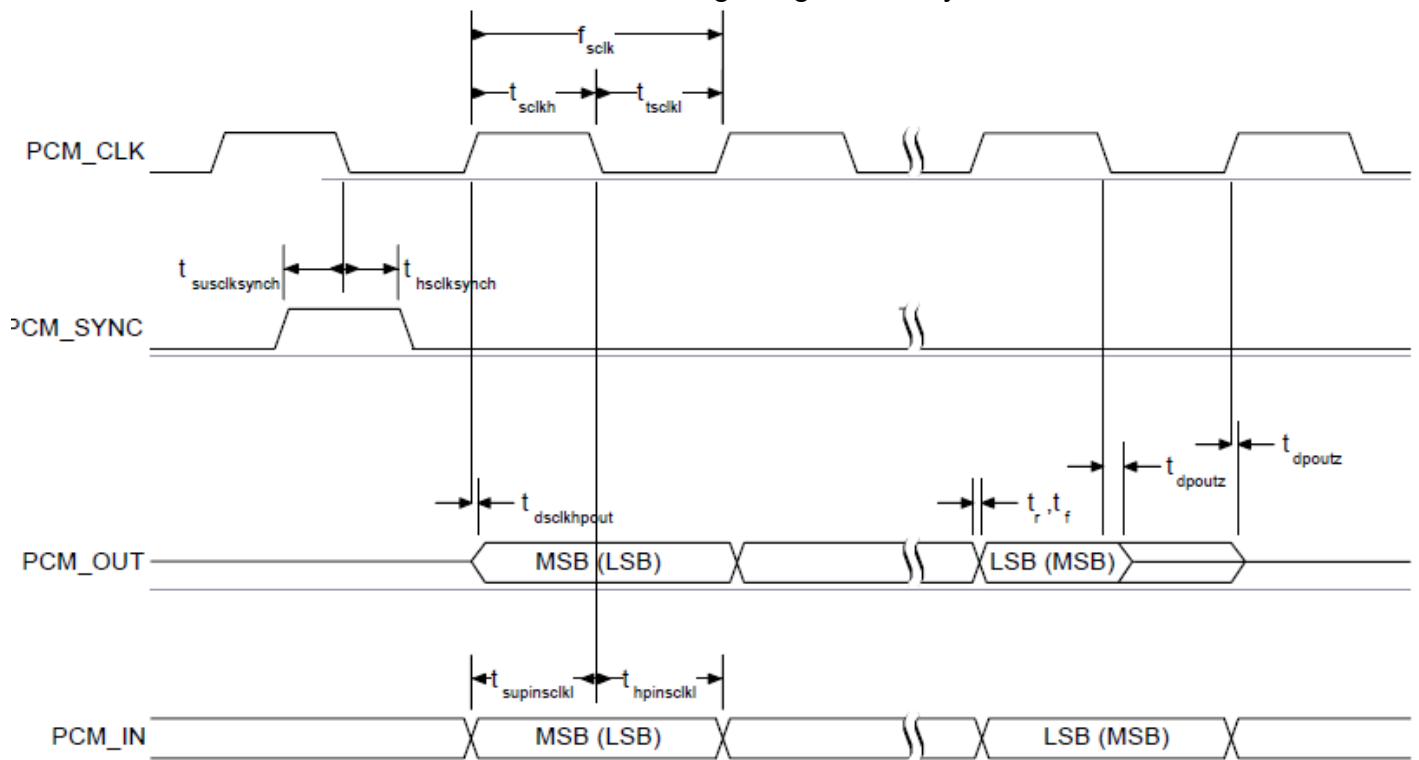 f sclk
t sclkh t tsclkl
PCM_CLK
t susclksynch t hsclksynch
PCM_SYNC
t dpoutz
t dpoutz
t dsclkhpout t r ,t f
PCM_OUT MSB (LSB) LSB (MSB)
t supinsclkl t hpinsclkl
PCM_IN MSB (LSB) LSB (MSB)